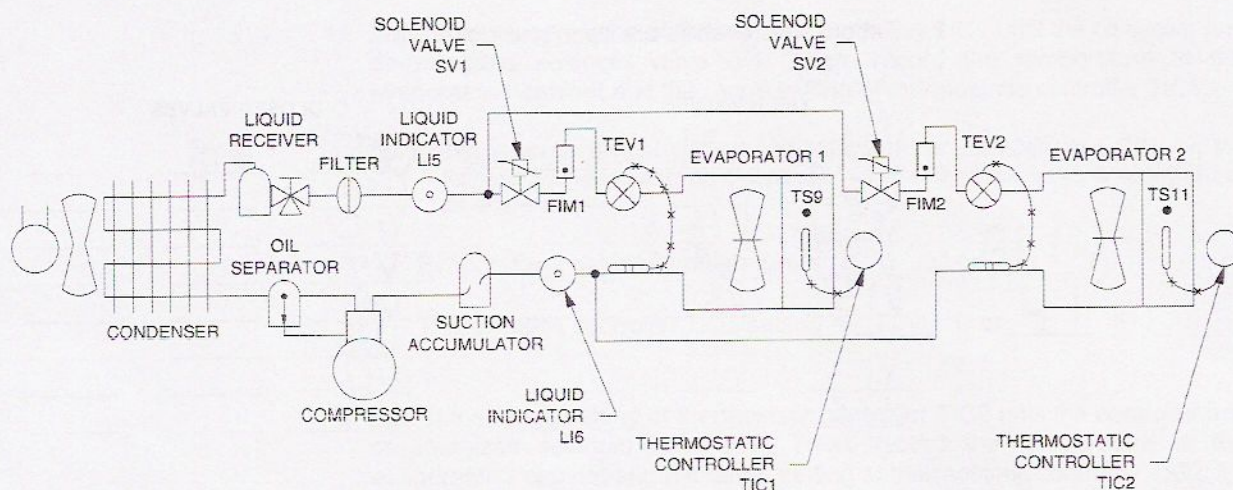 SOLENOID
VALVE
SV1
SOLENOID
VALVE
SV2
LIQUID
RECEIVER
LIQUID
INDICATOR
LI5
FILTER
TEV1
EVAPORATOR 1
TS9
FIM1
TEV2
EVAPORATOR 2
TS11
FIM2
OIL
SEPARATOR
CONDENSER
SUCTION
ACCUMULATOR
COMPRESSOR
LIQUID
INDICATOR
LI6
THERMOSTATIC
CONTROLLER
TIC1
THERMOSTATIC
CONTROLLER
TIC2